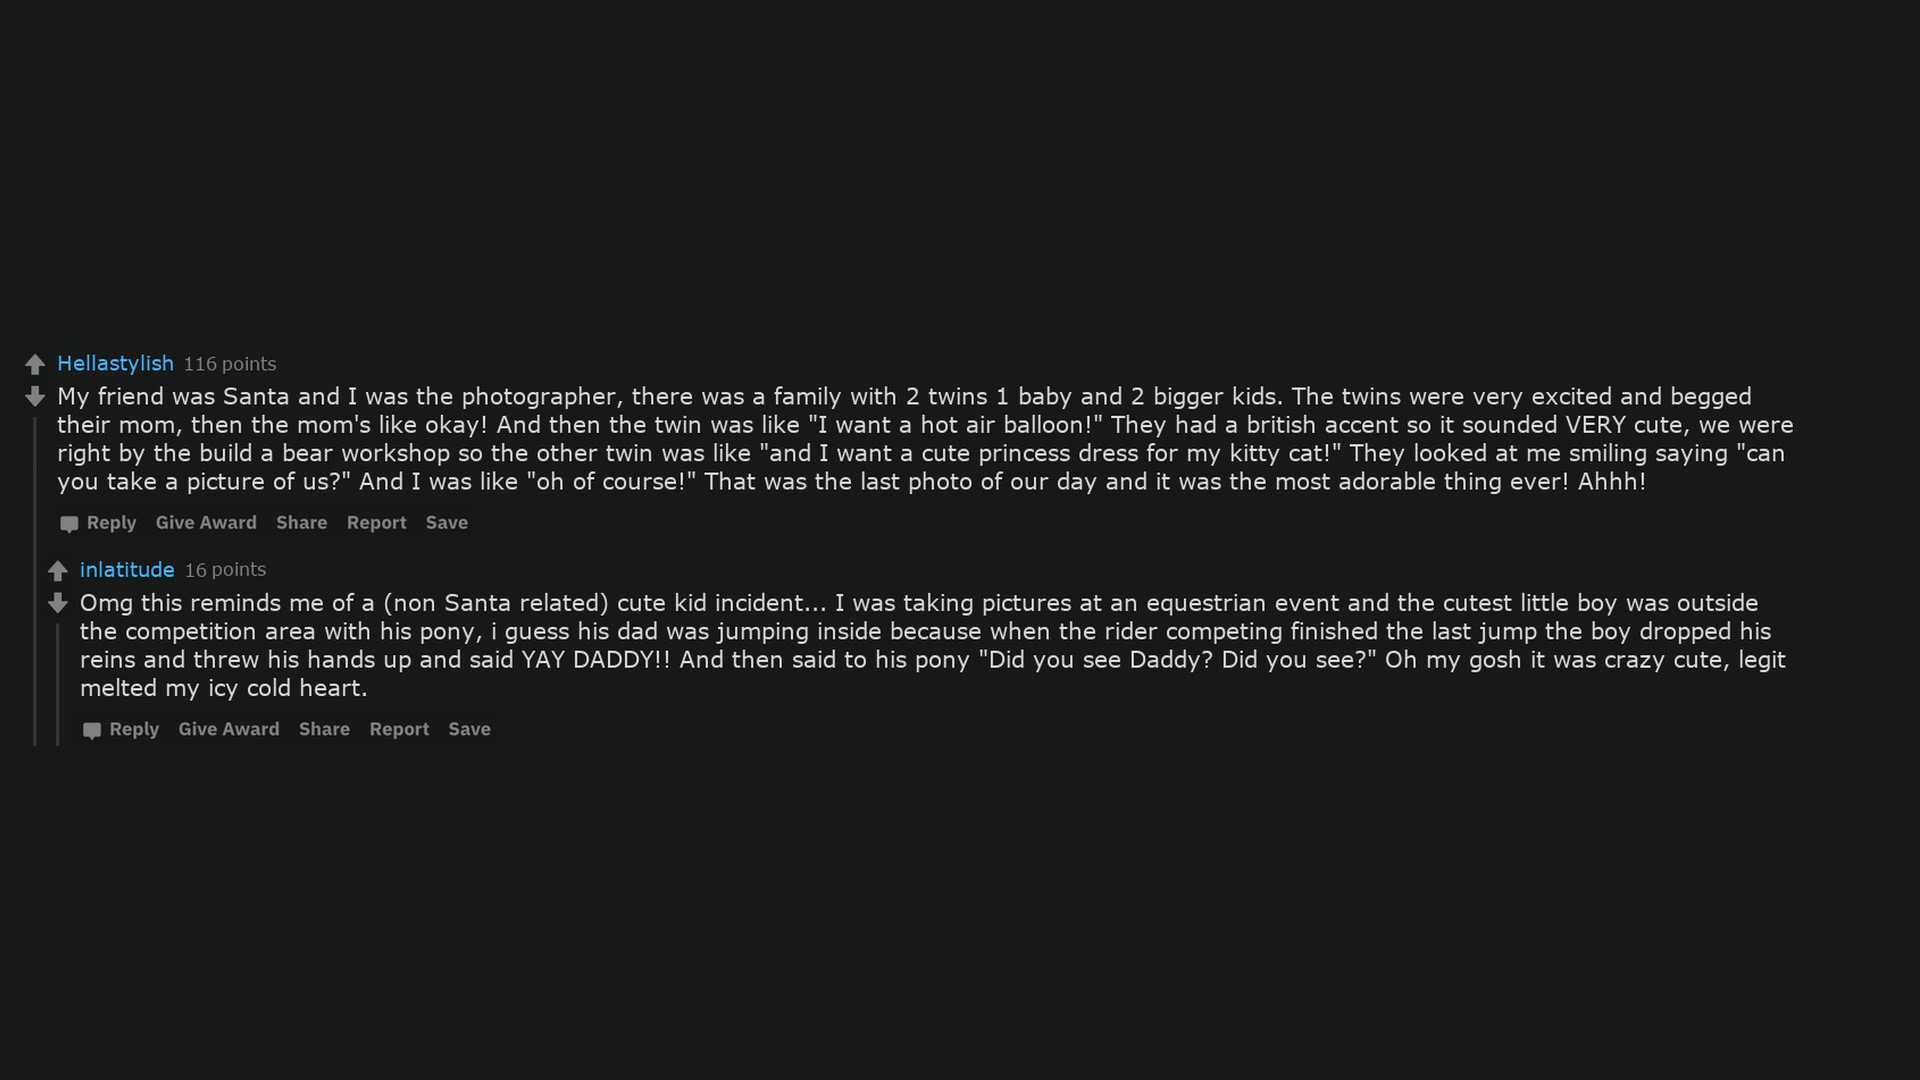 Hellastylish 116 points
My friend was Santa and I was the photographer, there was a family with 2 twins 1 baby and 2 bigger kids. The twins were very excited and begged
their mom, then the mom's like okay! And then the twin was like "I want a hot air balloon!" They had a british accent so it sounded VERY cute, we were
right by the build a bear workshop so the other twin was like "and I want a cute princess dress for my kitty cat!" They looked at me smiling saying "can
you take a picture of us?" And I was like "oh of course!" That was the last photo of our day and it was the most adorable thing ever! Ahhh!
Reply Give Award Share Report Save
inlatitude 16 points
Omg this reminds me of a (non Santa related) cute kid incident... I was taking pictures at an equestrian event and the cutest little boy was outside
the competition area with his pony, i guess his dad was jumping inside because when the rider competing finished the last jump the boy dropped his
reins and threw his hands up and said YAY DADDY!! And then said to his pony "Did you see Daddy? Did you see?" Oh my gosh it was crazy cute, legit
melted my icy cold heart.
Reply Give Award Share Report Save